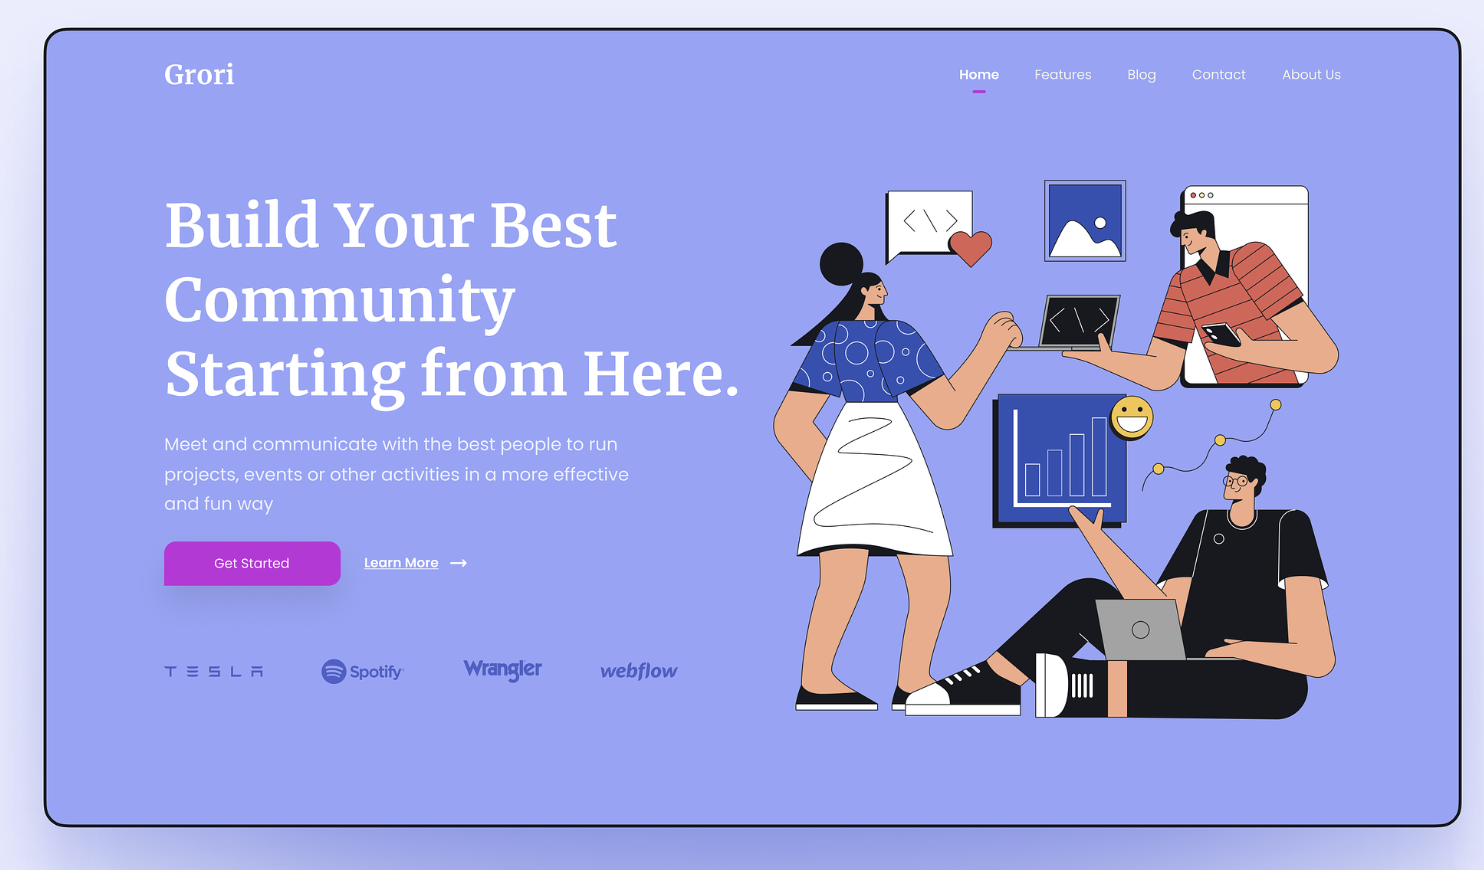 Grori
Home Features Blog Contact About Us
Build Your Best
Community
Starting from Here.
Meet and communicate with the best people to run
projects, events or other activities in a more effective
and fun way
Get Started
Learn More →
TESLA Spotify Wrangler webflow